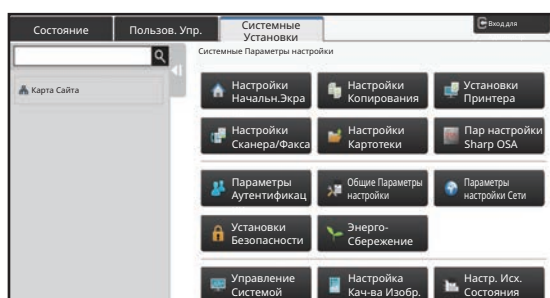 Состояние
Пользов. Упр.
Системные
Установки
Вход для
Системные Параметры настройки
Карта Сайта
Настройки
Начальн.Экра
Настройки
Копирования
Установки
Принтера
Настройки
Сканера/Факса
Настройки
Картотеки
Пар настройки
Sharp OSA
Параметры
Аутентификац
Общие Параметры
настройки
Параметры
настройки Сети
Установки
Безопасности
Энерго-
Сбережение
Управление
Системой
Настройка
Кач-ва Изобр.
Настр. Исх.
Состояния